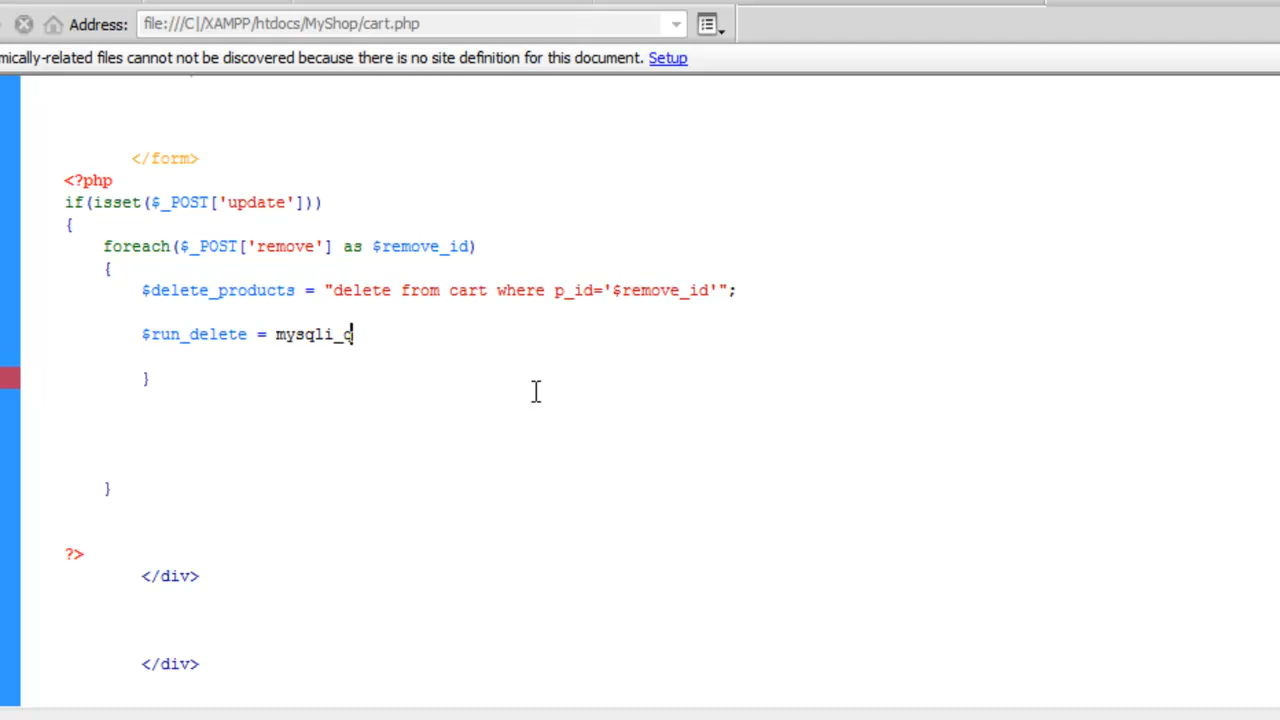 Address: file:///C|/XAMPP/htdocs/MyShop/cart.php
mically-related files cannot not be discovered because there is no site definition for this document. Setup
</form>
<?php
if(isset($_POST['update']))
{
foreach($_POST['remove'] as $remove_id)
{
$delete_products = "delete from cart where p_id='$remove_id'";
$run_delete = mysqli_q
}
}
?>
</div>
</div>